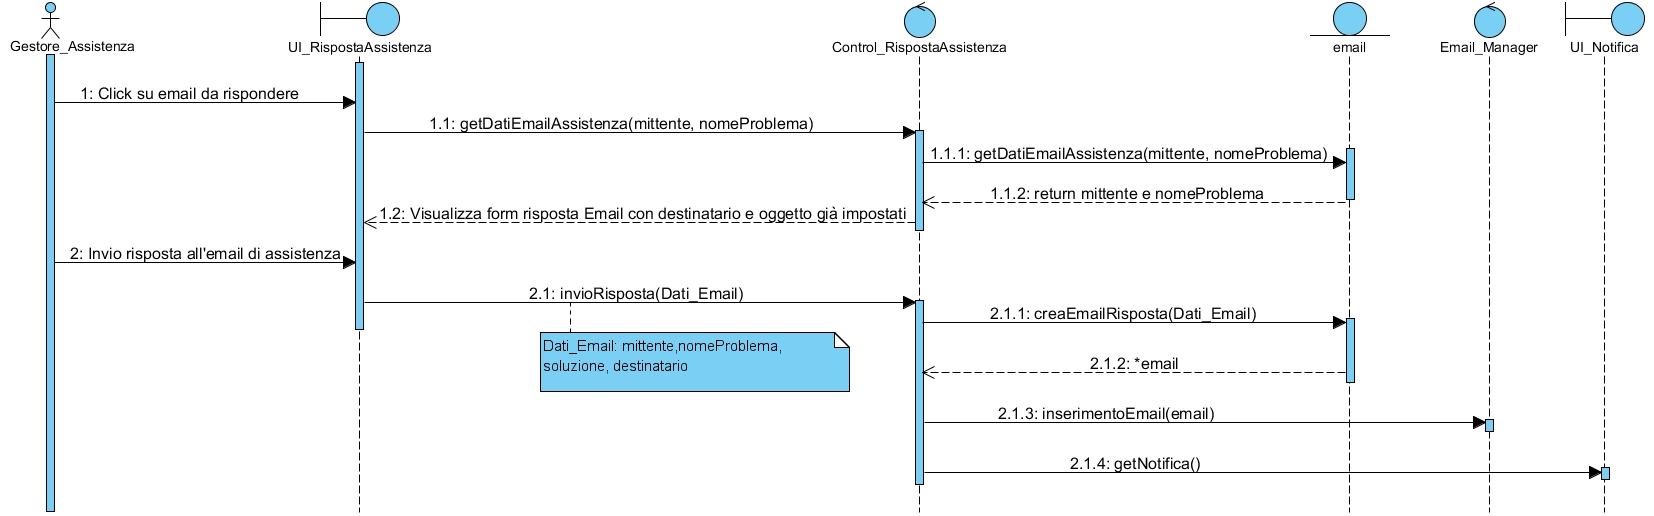 Gestore_Assistenza
UI_RispostaAssistenza
Control_RispostaAssistenza
email
Email_Manager
UI_Notifica
1: Click su email da rispondere
1.1: getDatiEmailAssistenza(mittente, nomeProblema)
1.1.1: getDatiEmailAssistenza(mittente, nomeProblema)
1.1.2: return mittente e nomeProblema
1.2: Visualizza form risposta Email con destinatario e oggetto già impostati
2: Invio risposta all'email di assistenza
2.1: invioRisposta(Dati_Email)
2.1.1: creaEmailRisposta(Dati_Email)
Dati_Email: mittente,nomeProblema,
soluzione, destinatario
2.1.2: *email
2.1.3: inserimentoEmail(email)
2.1.4: getNotifica()